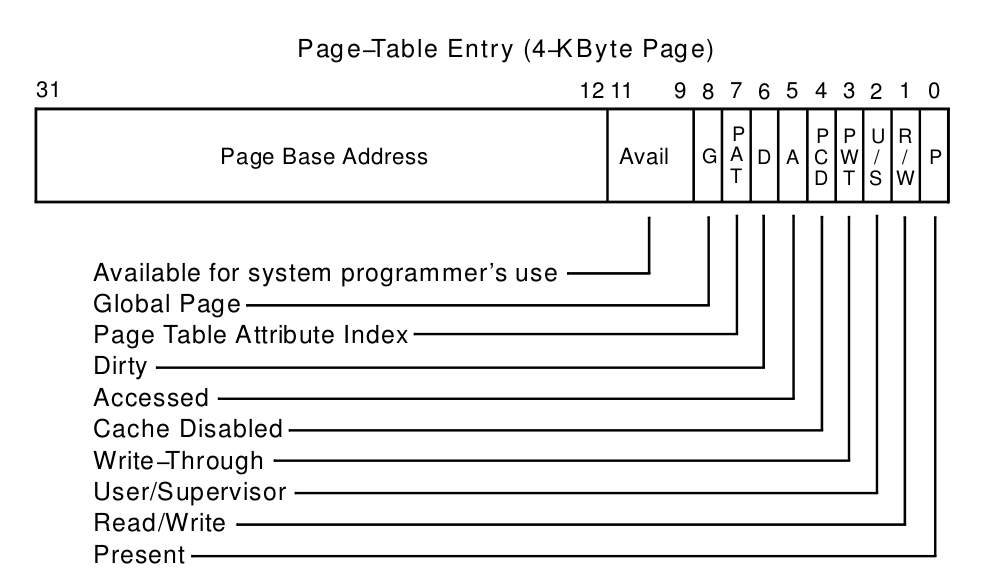 Page–Table Entry (4–KByte Page)
31 12 11 9 8 7 6 5 4 3 2 1 0
Page Base Address Avail G PAT D A PCD PWT U/S R/W P
Available for system programmer's use
Global Page
Page Table Attribute Index
Dirty
Accessed
Cache Disabled
Write–Through
User/Supervisor
Read/Write
Present